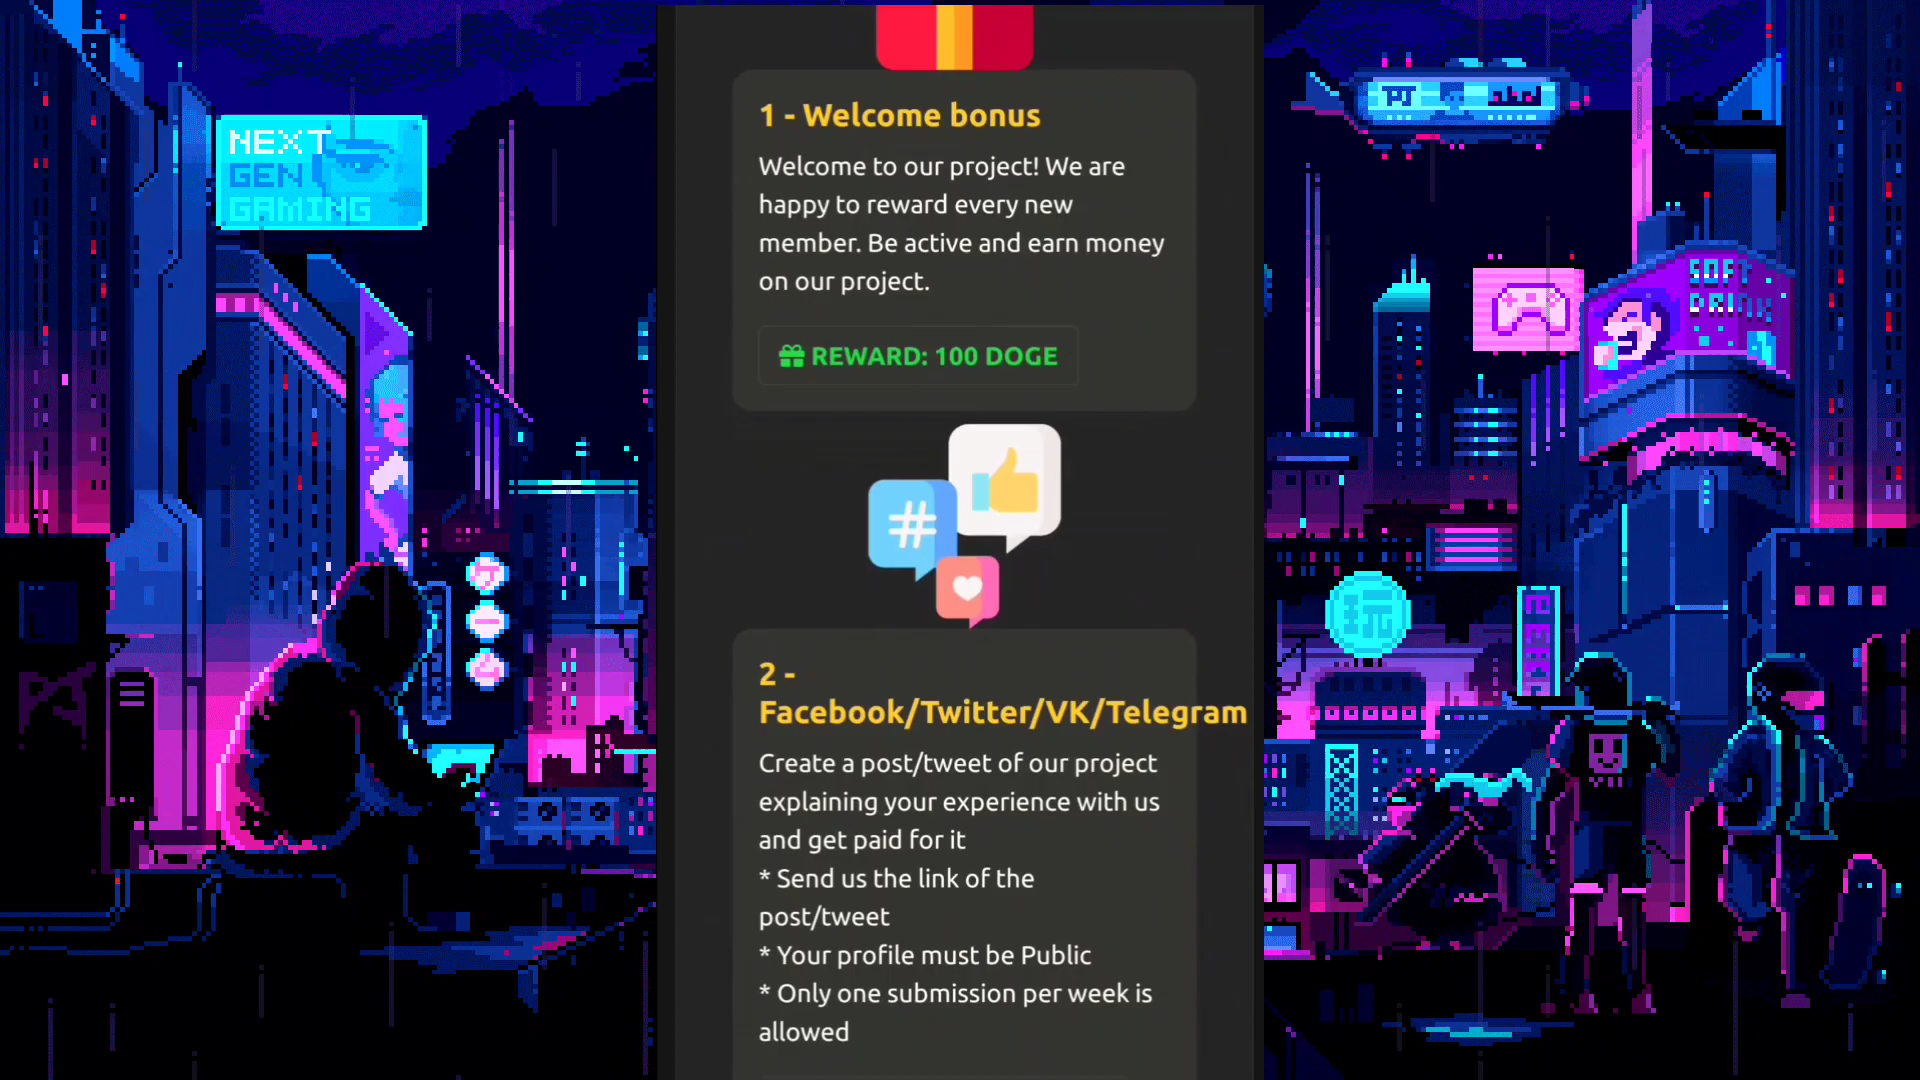 NEXT
GEN
GAMING
1 - Welcome bonus
Welcome to our project! We are
happy to reward every new
member. Be active and earn money
on our project.
REWARD: 100 DOGE
#
2 -
Facebook/Twitter/VK/Telegram
Create a post/tweet of our project
explaining your experience with us
and get paid for it
* Send us the link of the
post/tweet
* Your profile must be Public
* Only one submission per week is
allowed
SOFT
DRINK